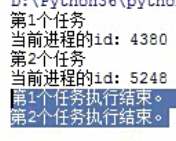 D:\Python36\pytho
第1个任务
当前进程的id: 4380
第2个任务
当前进程的id: 5248
第1个任务执行结束。
第2个任务执行结束。